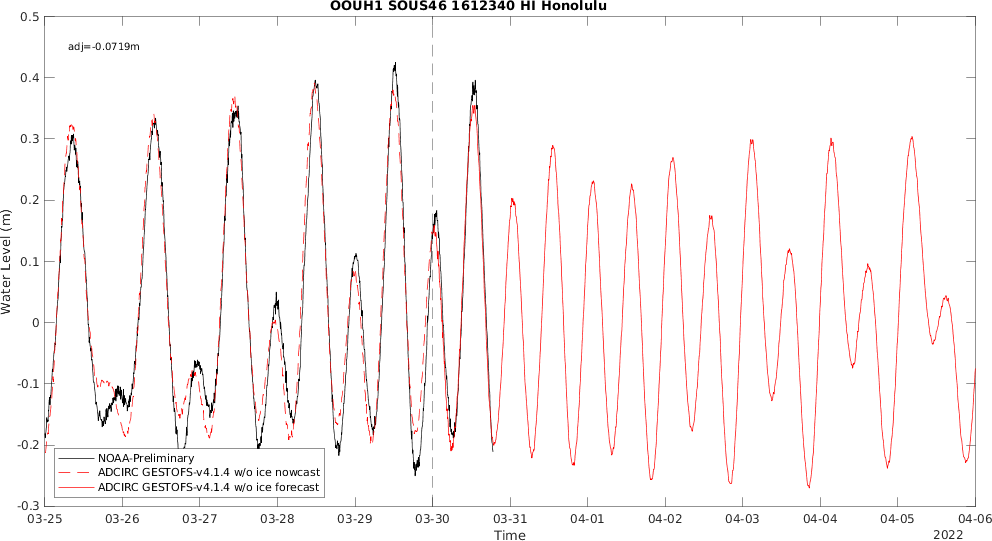 OOUH1 SOUS46 1612340 HI Honolulu
adj=-0.0719m
0.5
0.4
0.3
0.2
0.1
0
-0.1
-0.2
-0.3
Water Level (m)
NOAA-Preliminary
ADCIRC GESTOFS-v4.1.4 w/o ice nowcast
ADCIRC GESTOFS-v4.1.4 w/o ice forecast
03-25 03-26 03-27 03-28 03-29 03-30 03-31 04-01 04-02 04-03 04-04 04-05 04-06
Time
2022